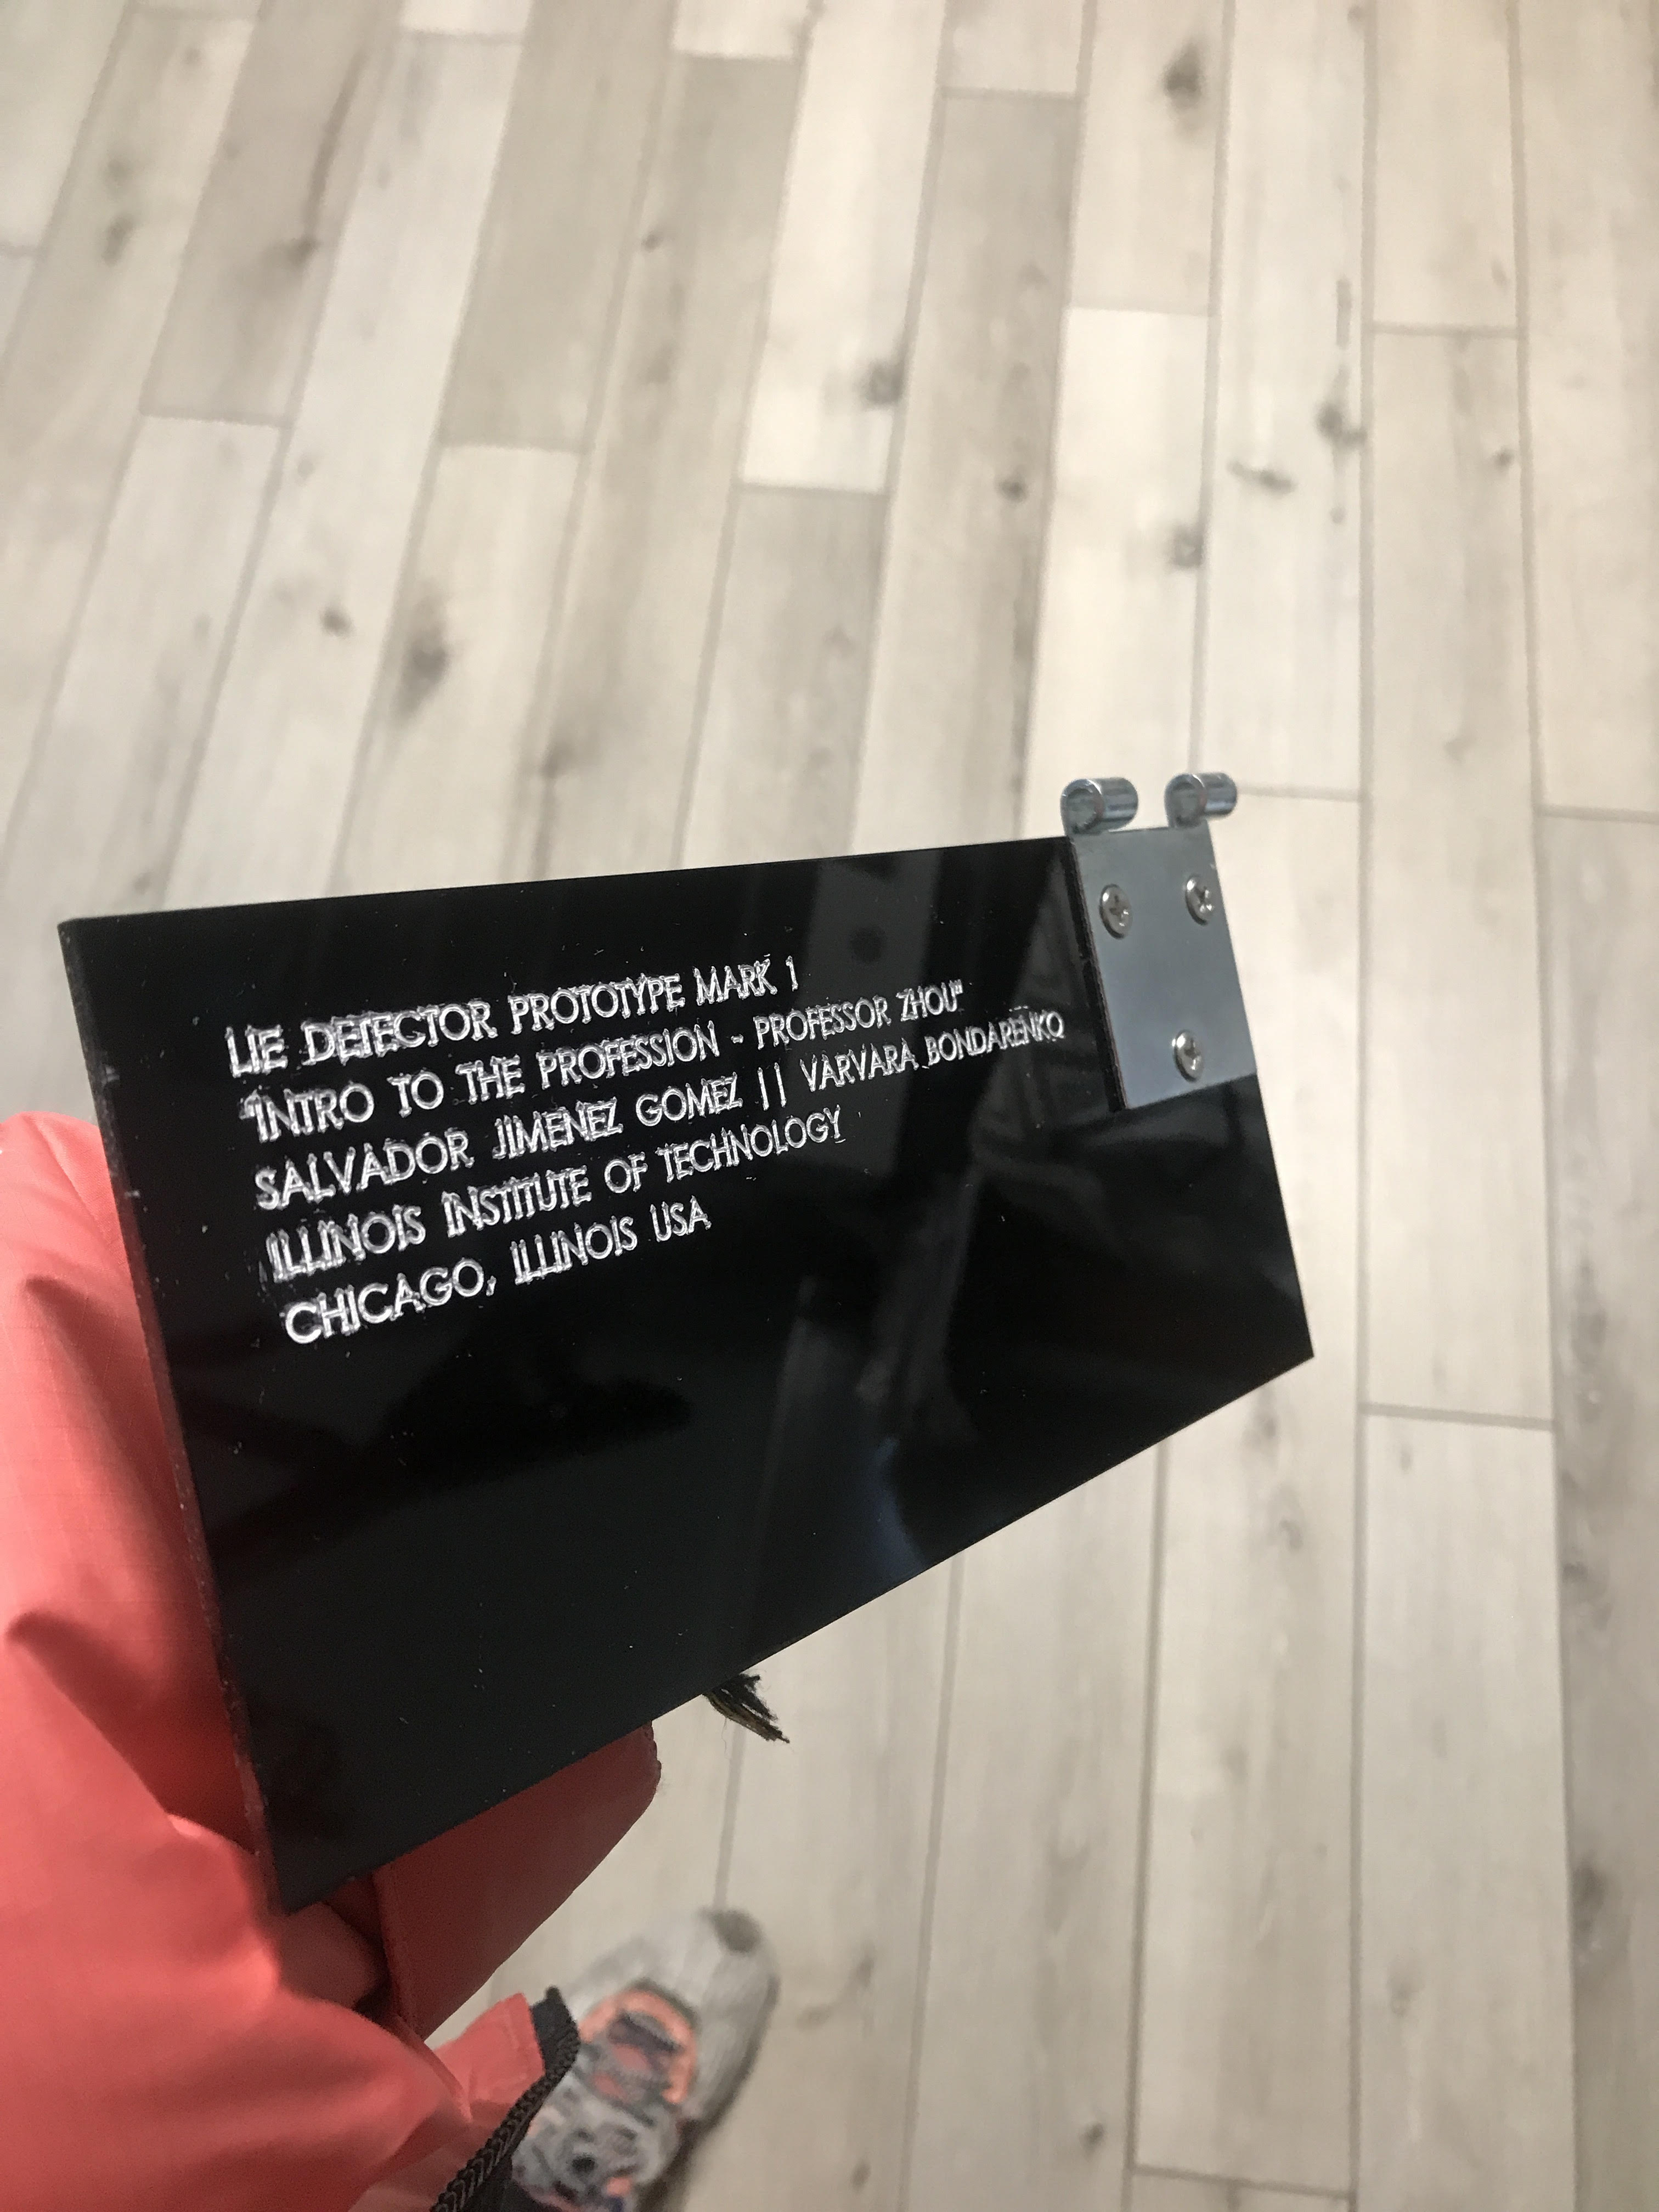 LIE DETECTOR PROTOTYPE MARK 1
"INTRO TO THE PROFESSION - PROFESSOR ZHOU"
SALVADOR JIMENEZ GOMEZ || VARVARA BONDARENKO
ILLINOIS INSTITUTE OF TECHNOLOGY
CHICAGO, ILLINOIS USA